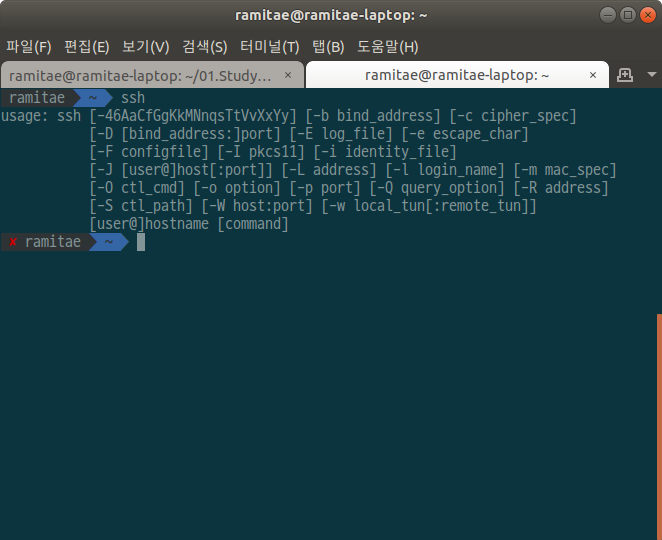 ramitae@ramitae-laptop: ~
파일(F) 편집(E) 보기(V) 검색(S) 터미널(T) 탭(B) 도움말(H)
ramitae@ramitae-laptop: ~/01.Study… × ramitae@ramitae-laptop: ~ ×
ramitae ~ ssh
usage: ssh [-46AaCfGgKkMNnqsTtVvXxYy] [-b bind_address] [-c cipher_spec]
[-D [bind_address:]port] [-E log_file] [-e escape_char]
[-F configfile] [-I pkcs11] [-i identity_file]
[-J [user@]host[:port]] [-L address] [-l login_name] [-m mac_spec]
[-O ctl_cmd] [-o option] [-p port] [-Q query_option] [-R address]
[-S ctl_path] [-W host:port] [-w local_tun[:remote_tun]]
[user@]hostname [command]
✘ ramitae ~